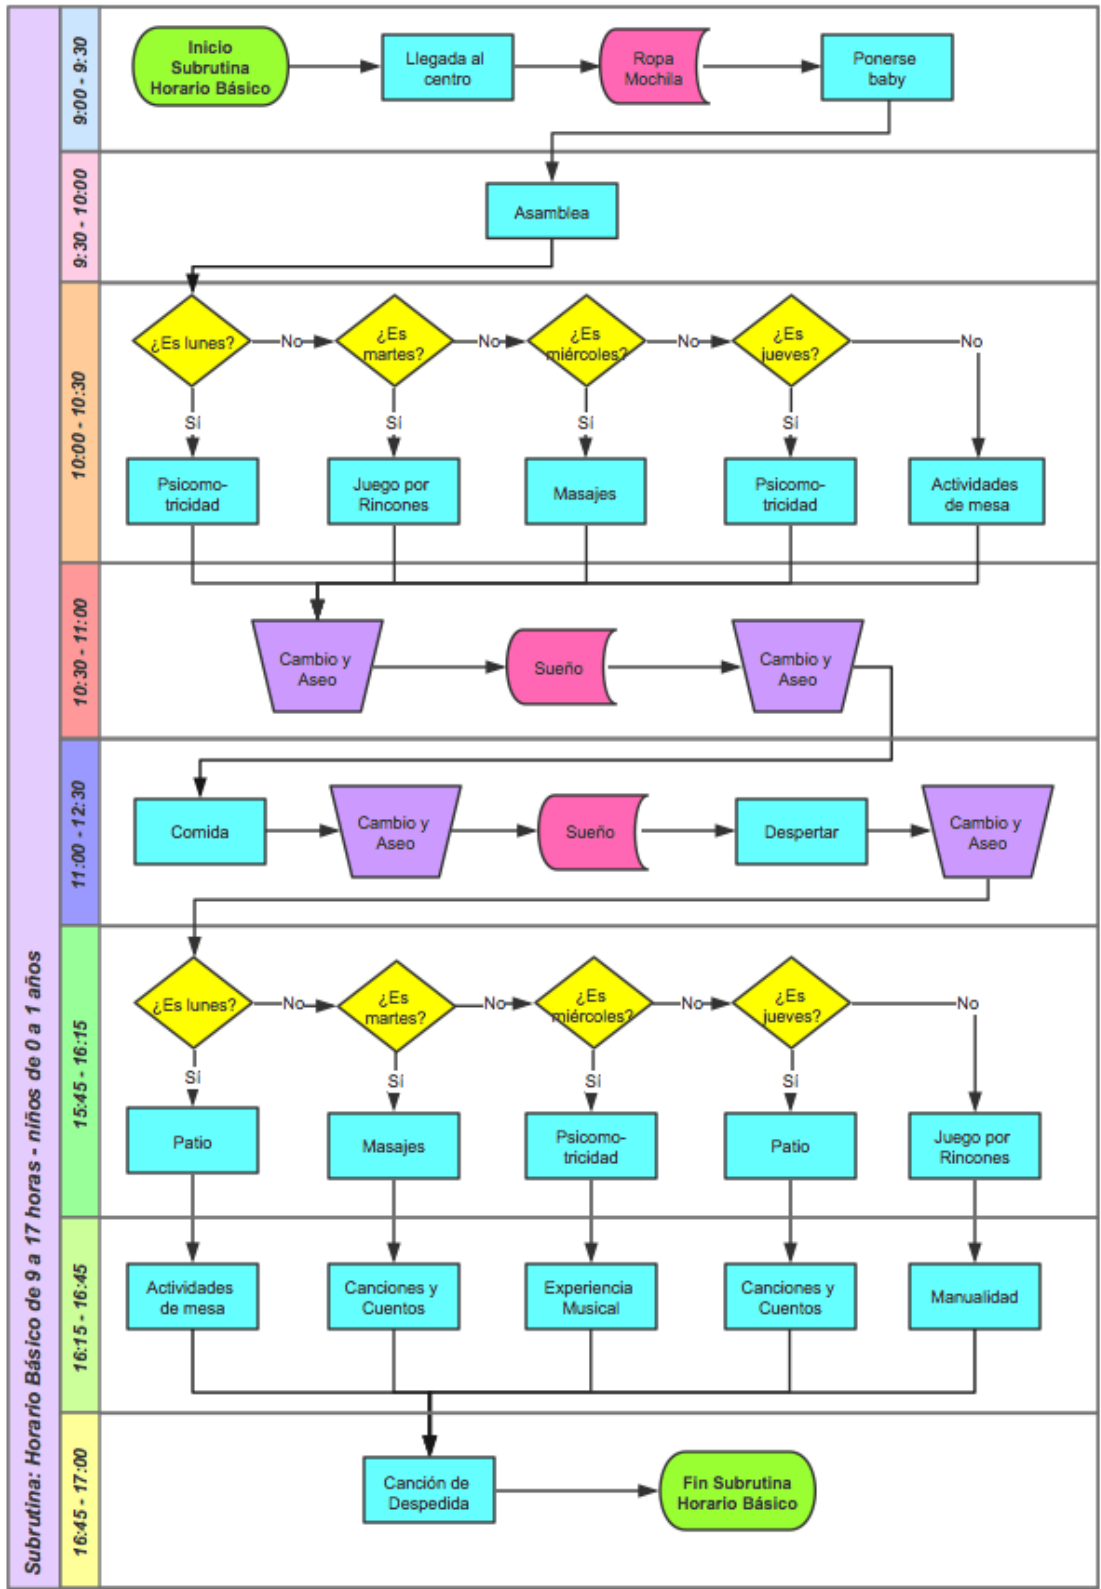 Subrutina: Horario Básico de 9 a 17 horas - niños de 0 a 1 años
9:00 - 9:30
Inicio
Subrutina
Horario Básico
Llegada al
centro
Ropa
Mochila
Ponerse
baby
9:30 - 10:00
Asamblea
10:00 - 10:30
¿Es lunes?
No
¿Es
martes?
No
¿Es
miércoles?
No
¿Es
jueves?
No
Sí
Sí
Sí
Sí
Psicomo-
tricidad
Juego por
Rincones
Masajes
Psicomo-
tricidad
Actividades
de mesa
10:30 - 11:00
Cambio y
Aseo
Sueño
Cambio y
Aseo
11:00 - 12:30
Comida
Cambio y
Aseo
Sueño
Despertar
Cambio y
Aseo
15:45 - 16:15
¿Es lunes?
No
¿Es
martes?
No
¿Es
miércoles?
No
¿Es
jueves?
No
Sí
Sí
Sí
Sí
Patio
Masajes
Psicomo-
tricidad
Patio
Juego por
Rincones
16:15 - 16:45
Actividades
de mesa
Canciones y
Cuentos
Experiencia
Musical
Canciones y
Cuentos
Manualidad
16:45 - 17:00
Canción de
Despedida
Fin Subrutina
Horario Básico